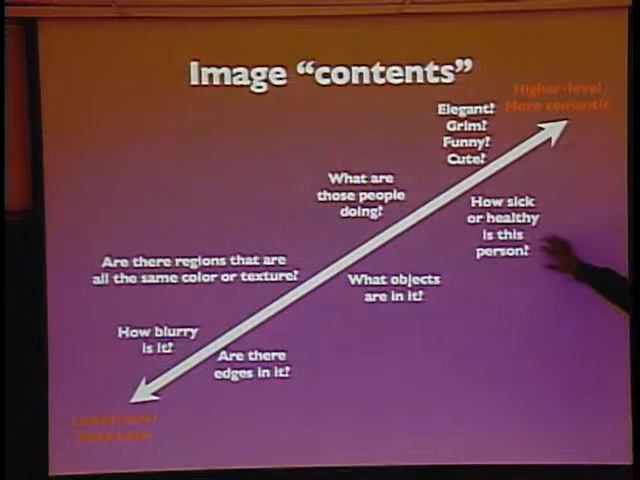 Image “contents”
Higher-level
More semantic
Elegant?
Grim?
Funny?
Cute?
What are
those people
doing?
How sick
or healthy
is this
person?
Are there regions that are
all the same color or texture?
What objects
are in it?
How blurry
is it?
Are there
edges in it?